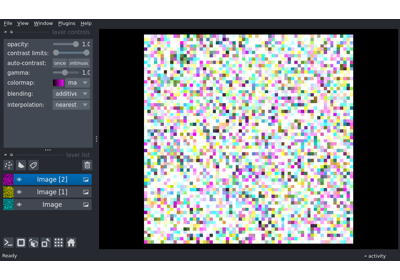 File View Window Plugins Help
layer controls
opacity: 1.0
contrast limits:
auto-contrast: once
gamma: 1.0
colormap: ma
blending: additive
interpolation: nearest
layer list
Image [2]
Image [1]
Image
Ready activity